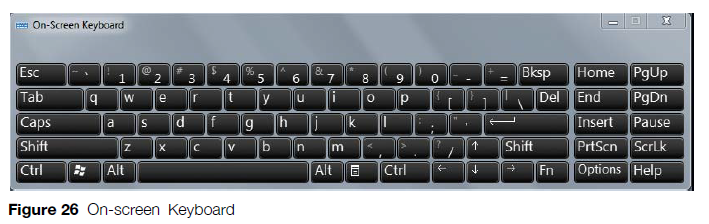 On-Screen Keyboard
Esc ~ ` ! 1 @ 2 # 3 $ 4 % 5 ^ 6 & 7 * 8 ( 9 ) 0 _ - + = Bksp Home PgUp
Tab q w e r t y u i o p { [ } ] | \ Del End PgDn
Caps a s d f g h j k l : ; " ' Insert Pause
Shift z x c v b n m < , > . ? / ↑ Shift PrtScn ScrLk
Ctrl Alt Alt Ctrl ← ↓ → Fn Options Help
Figure 26 On-screen Keyboard